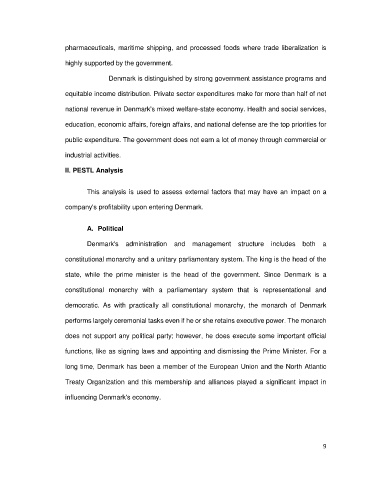 pharmaceuticals, maritime shipping, and processed foods where trade liberalization is
highly supported by the government.
Denmark is distinguished by strong government assistance programs and
equitable income distribution. Private sector expenditures make for more than half of net
national revenue in Denmark's mixed welfare-state economy. Health and social services,
education, economic affairs, foreign affairs, and national defense are the top priorities for
public expenditure. The government does not earn a lot of money through commercial or
industrial activities.
II. PESTL Analysis
This analysis is used to assess external factors that may have an impact on a
company's profitability upon entering Denmark.
A. Political
Denmark's administration and management structure includes both a
constitutional monarchy and a unitary parliamentary system. The king is the head of the
state, while the prime minister is the head of the government. Since Denmark is a
constitutional monarchy with a parliamentary system that is representational and
democratic. As with practically all constitutional monarchy, the monarch of Denmark
performs largely ceremonial tasks even if he or she retains executive power. The monarch
does not support any political party; however, he does execute some important official
functions, like as signing laws and appointing and dismissing the Prime Minister. For a
long time, Denmark has been a member of the European Union and the North Atlantic
Treaty Organization and this membership and alliances played a significant impact in
influencing Denmark's economy.
9